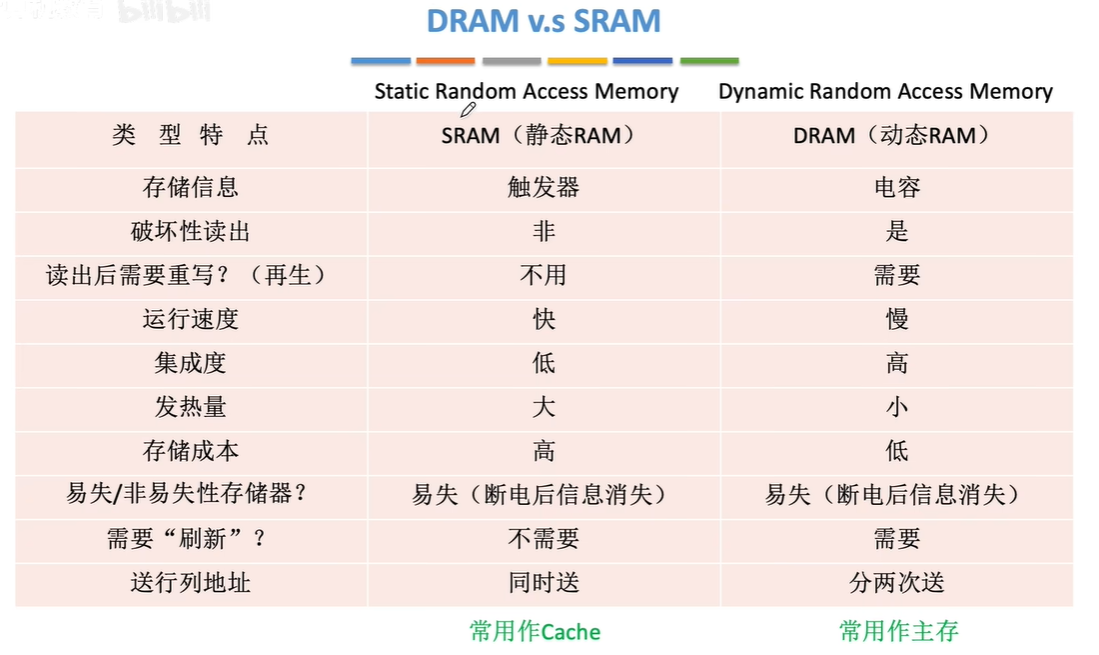 bilibili
DRAM v.s SRAM
Static Random Access Memory Dynamic Random Access Memory
类 型 特 点 SRAM（静态RAM） DRAM（动态RAM）
存储信息 触发器 电容
破坏性读出 非 是
读出后需要重写？（再生） 不用 需要
运行速度 快 慢
集成度 低 高
发热量 大 小
存储成本 高 低
易失/非易失性存储器？ 易失（断电后信息消失） 易失（断电后信息消失）
需要“刷新”？ 不需要 需要
送行列地址 同时送 分两次送
常用作Cache 常用作主存